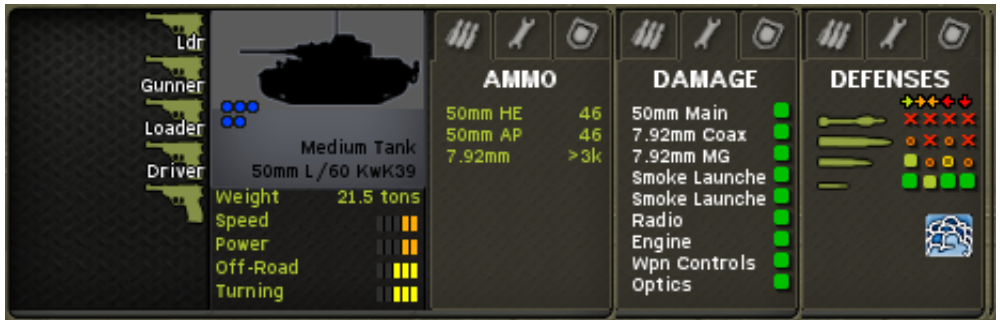 Ldr
Gunner
Loader
Driver
Medium Tank
50mm L/60 KwK39
Weight 21.5 tons
Speed
Power
Off-Road
Turning
AMMO
50mm HE 46
50mm AP 46
7.92mm >3k
DAMAGE
50mm Main
7.92mm Coax
7.92mm MG
Smoke Launche
Smoke Launche
Radio
Engine
Wpn Controls
Optics
DEFENSES